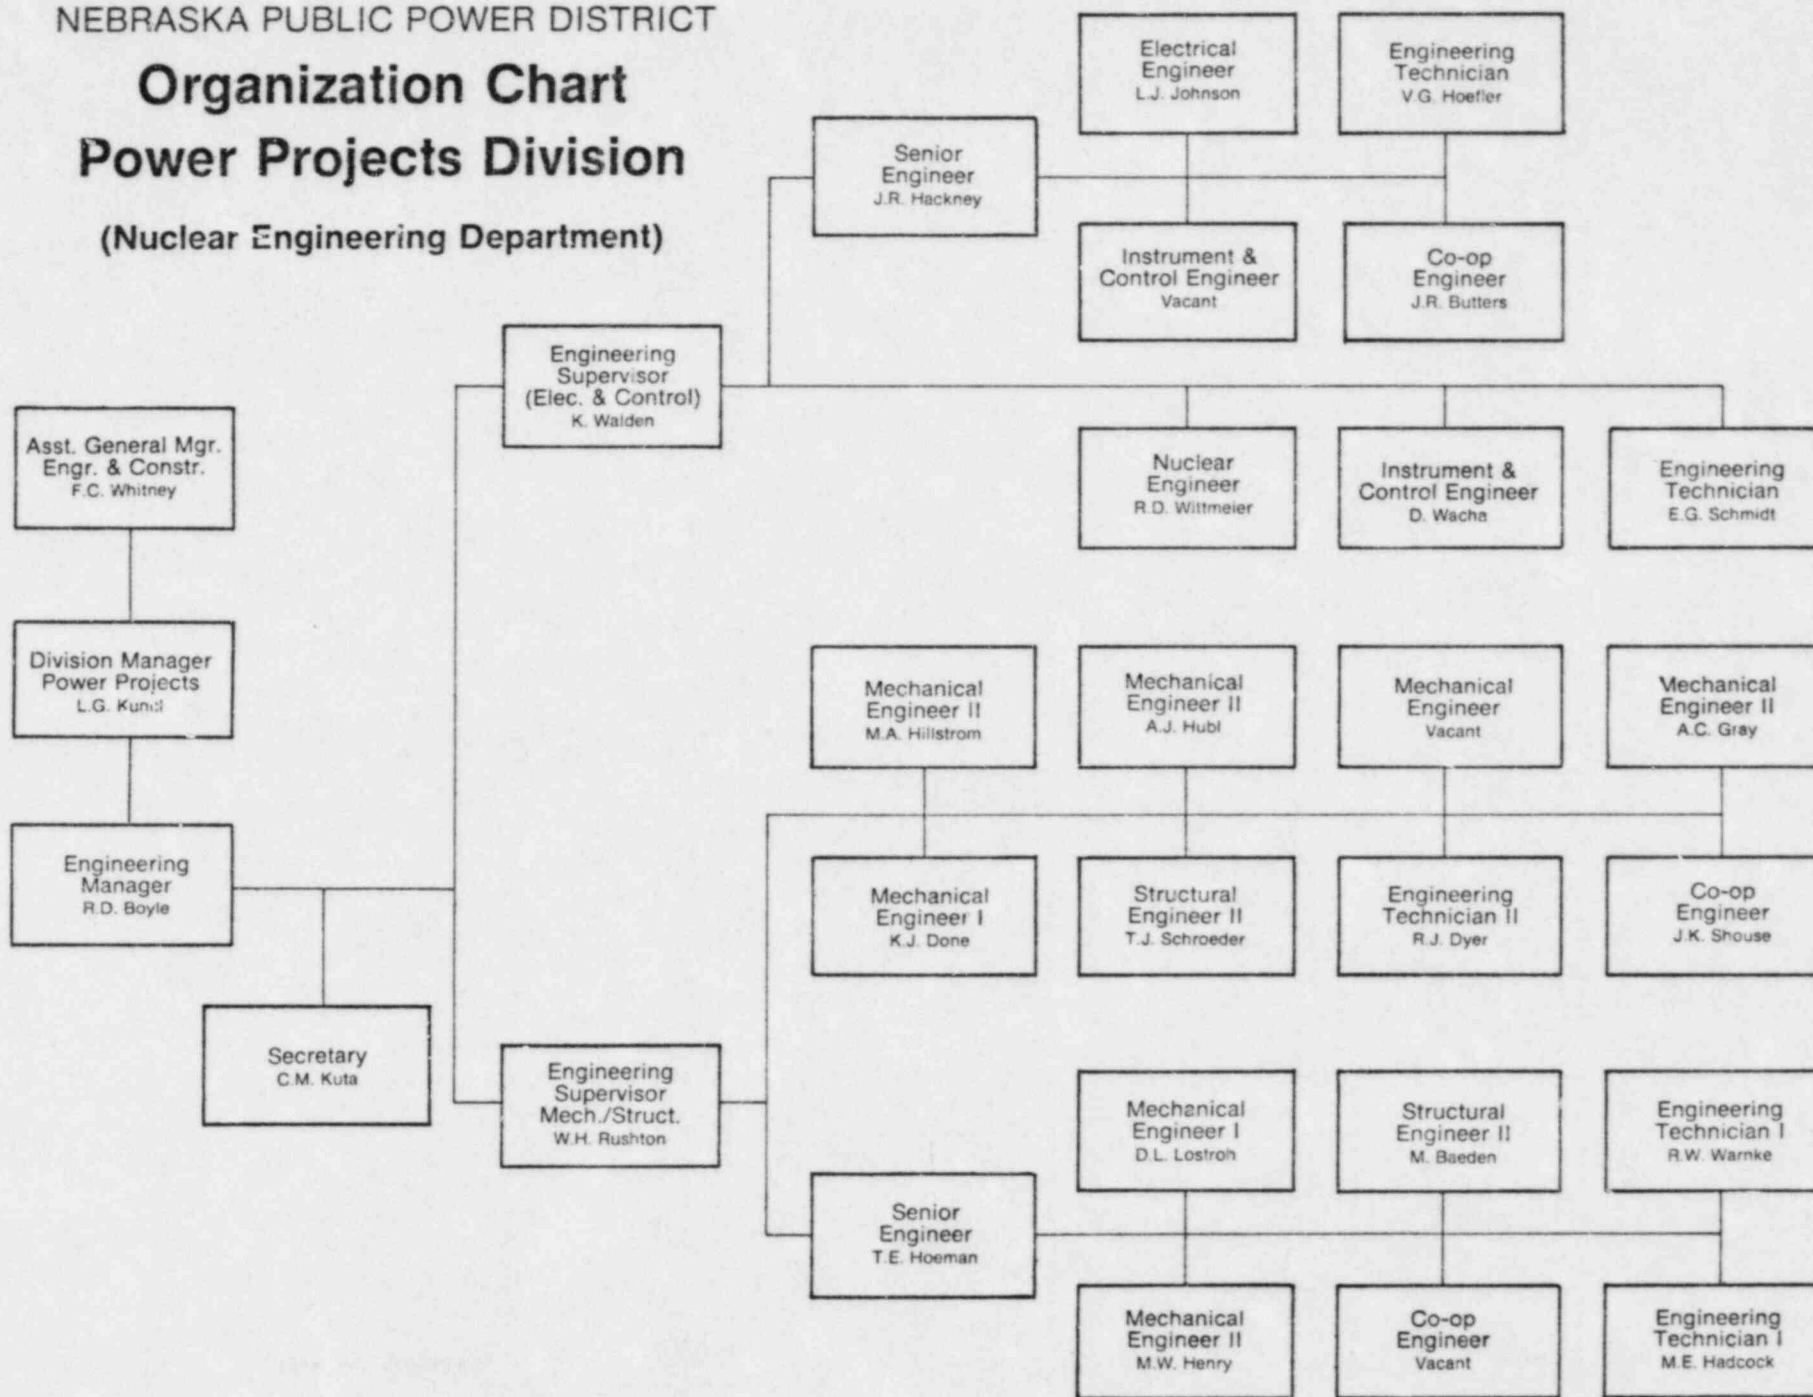 NEBRASKA PUBLIC POWER DISTRICT
Organization Chart
Power Projects Division
(Nuclear Engineering Department)
Electrical
Engineer
L.J. Johnson
Engineering
Technician
V.G. Hoefler
Senior
Engineer
J.R. Hackney
Instrument &
Control Engineer
Vacant
Co-op
Engineer
J.R. Butters
Engineering
Supervisor
(Elec. & Control)
K. Walden
Asst. General Mgr.
Engr. & Constr.
F.C. Whitney
Nuclear
Engineer
R.D. Wittmeier
Instrument &
Control Engineer
D. Wacha
Engineering
Technician
E.G. Schmidt
Division Manager
Power Projects
L.G.
Mechanical
Engineer II
M.A. Hillstrom
Mechanical
Engineer II
A.J. Hubl
Mechanical
Engineer
Vacant
Mechanical
Engineer II
A.C. Gray
Engineering
Manager
R.D. Boyle
Mechanical
Engineer I
K.J. Done
Structural
Engineer II
T.J. Schroeder
Engineering
Technician II
R.J. Dyer
Co-op
Engineer
J.K. Shouse
Secretary
C.M. Kuta
Engineering
Supervisor
Mech./Struct.
W.H. Rushton
Mechanical
Engineer I
D.L. Lostroh
Structural
Engineer II
M. Baeden
Engineering
Technician I
R.W. Warnke
Senior
Engineer
T.E. Hoeman
Mechanical
Engineer II
M.W. Henry
Co-op
Engineer
Vacant
Engineering
Technician I
M.E. Hadcock